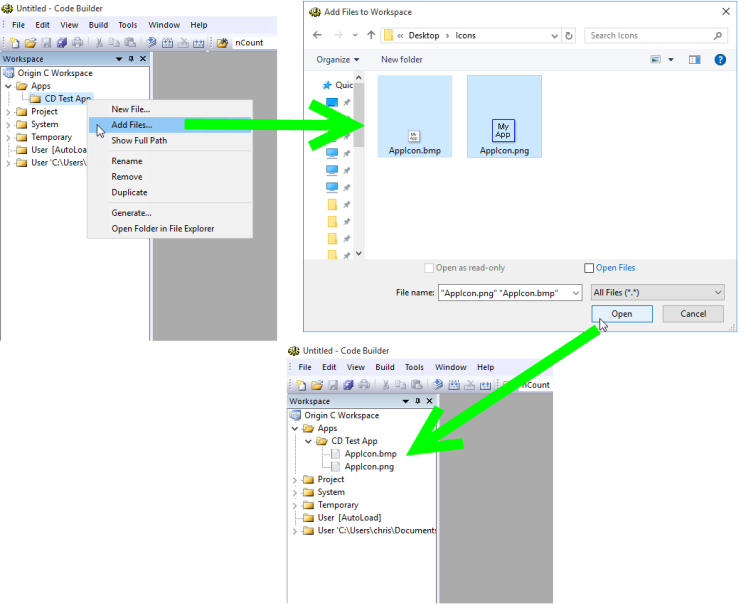 Untitled - Code Builder
File Edit View Build Tools Window Help
nCount
Workspace
Origin C Workspace
Apps
CD Test App
Project
System
Temporary
User [AutoLoa
User 'C:\Users\
New File...
Add Files...
Show Full Path
Rename
Remove
Duplicate
Generate...
Open Folder in File Explorer
Add Files to Workspace
« Desktop › Icons
Search Icons
Organize
New folder
Quic
My
App
AppIcon.bmp
My
App
AppIcon.png
Open as read-only
Open Files
File name:
"AppIcon.png" "AppIcon.bmp"
All Files (*.*)
Open
Cancel
Untitled - Code Builder
File Edit View Build Tools Window Help
nCount
Workspace
Origin C Workspace
Apps
CD Test App
AppIcon.bmp
AppIcon.png
Project
System
Temporary
User [AutoLoad]
User 'C:\Users\chris\Documents